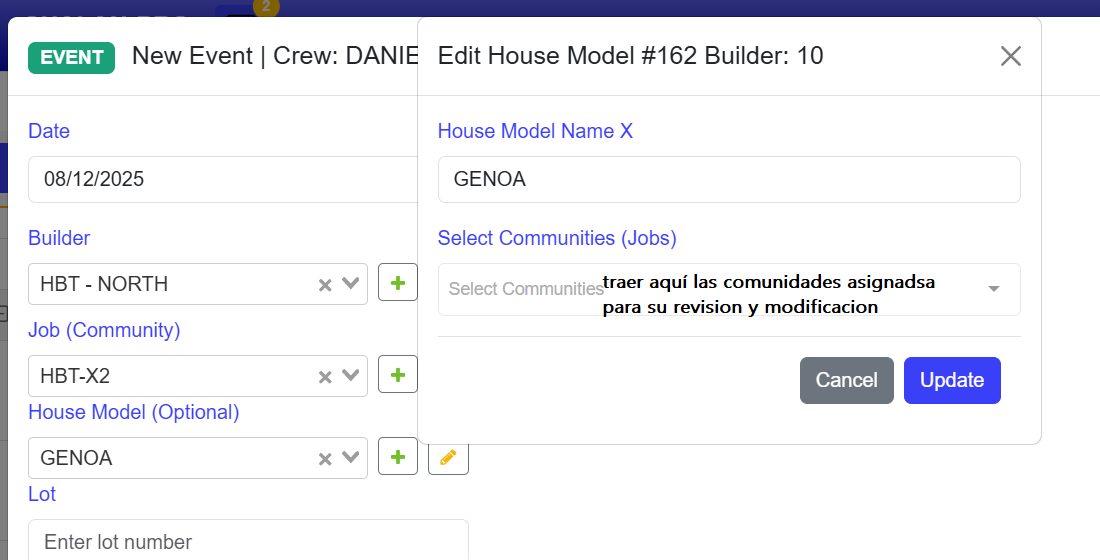 2
EVENT
New Event | Crew: DANIE
Edit House Model #162 Builder: 10
Date
08/12/2025
Builder
HBT - NORTH
Job (Community)
HBT-X2
House Model (Optional)
GENOA
Lot
Enter lot number
House Model Name X
GENOA
Select Communities (Jobs)
Select Communities
traer aquí las comunidades asignadsa
para su revision y modificacion
Cancel
Update